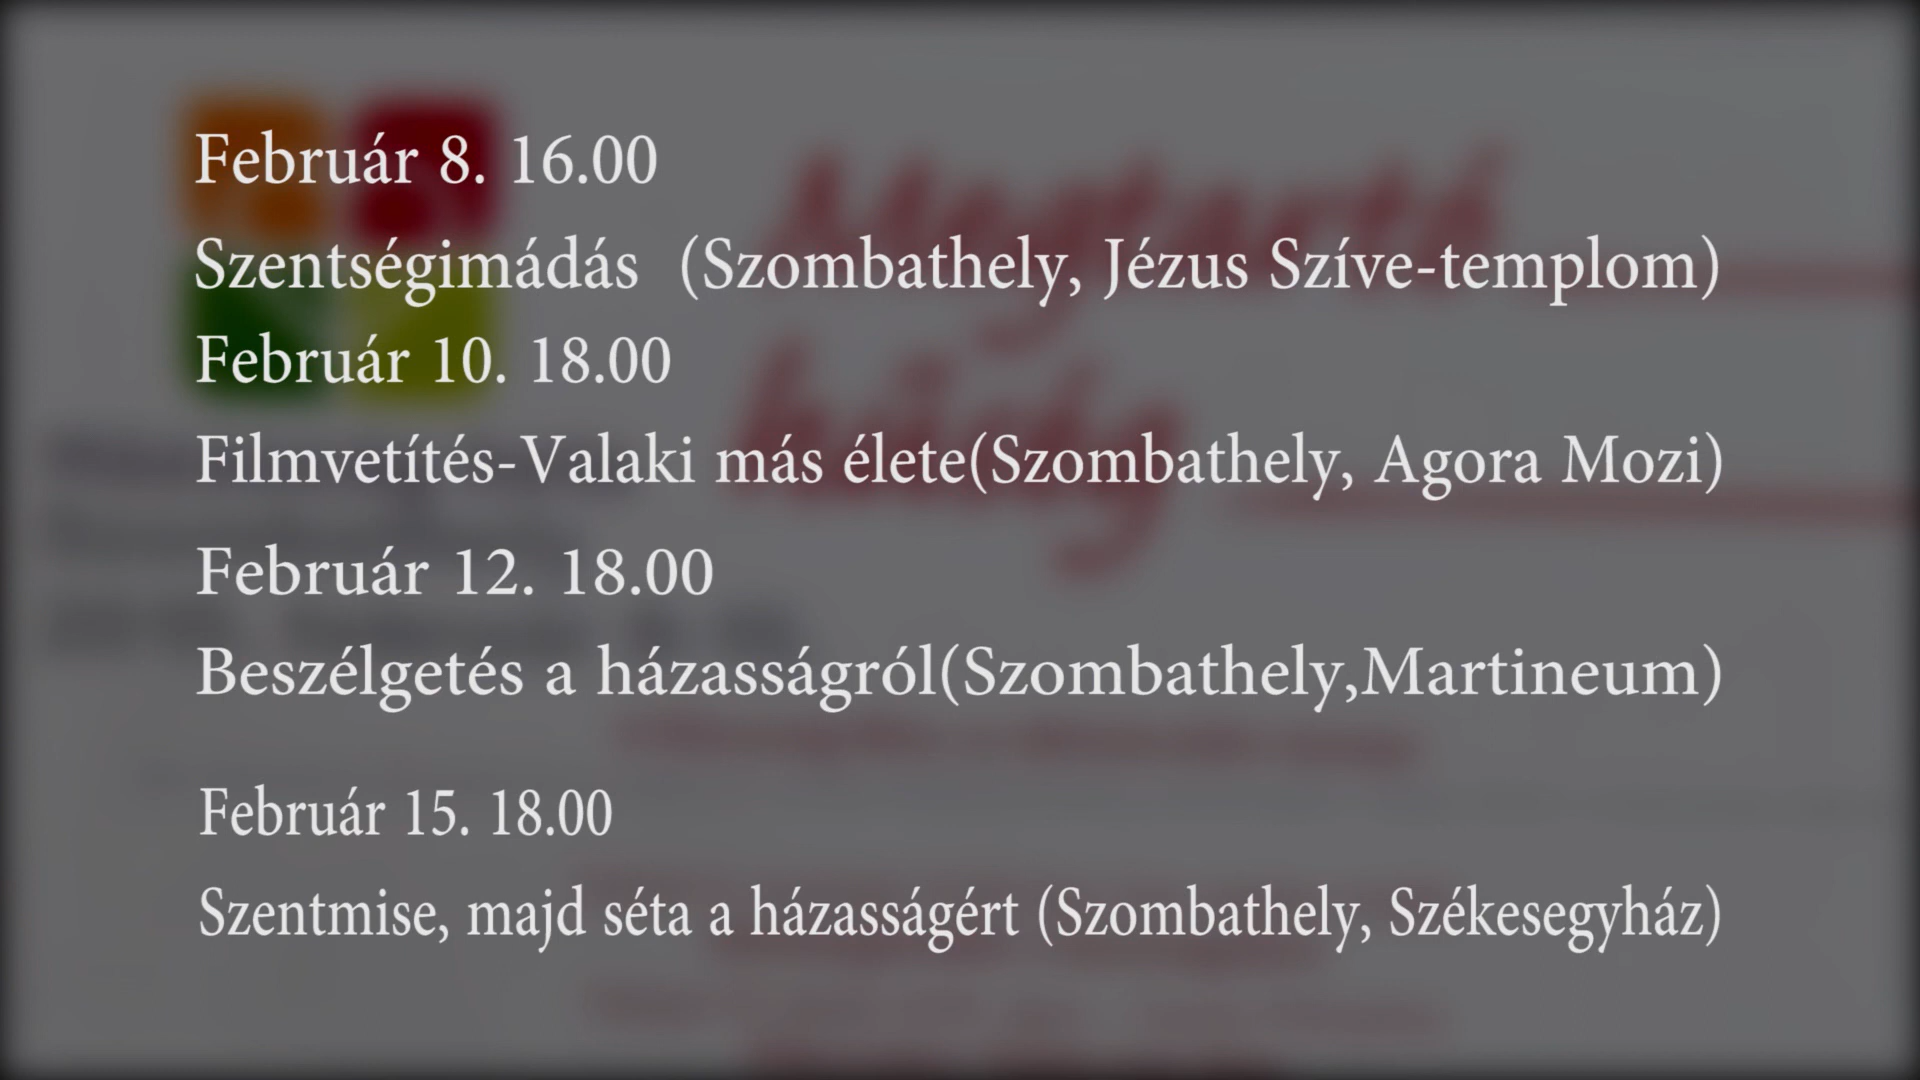 Február 8. 16.00
Szentségimádás (Szombathely, Jézus Szíve-templom)
Február 10. 18.00
Filmvetítés-Valaki más élete(Szombathely, Agora Mozi)
Február 12. 18.00
Beszélgetés a házasságról(Szombathely,Martineum)
Február 15. 18.00
Szentmise, majd séta a házasságért (Szombathely, Székesegyház)
Megtartó
hűség